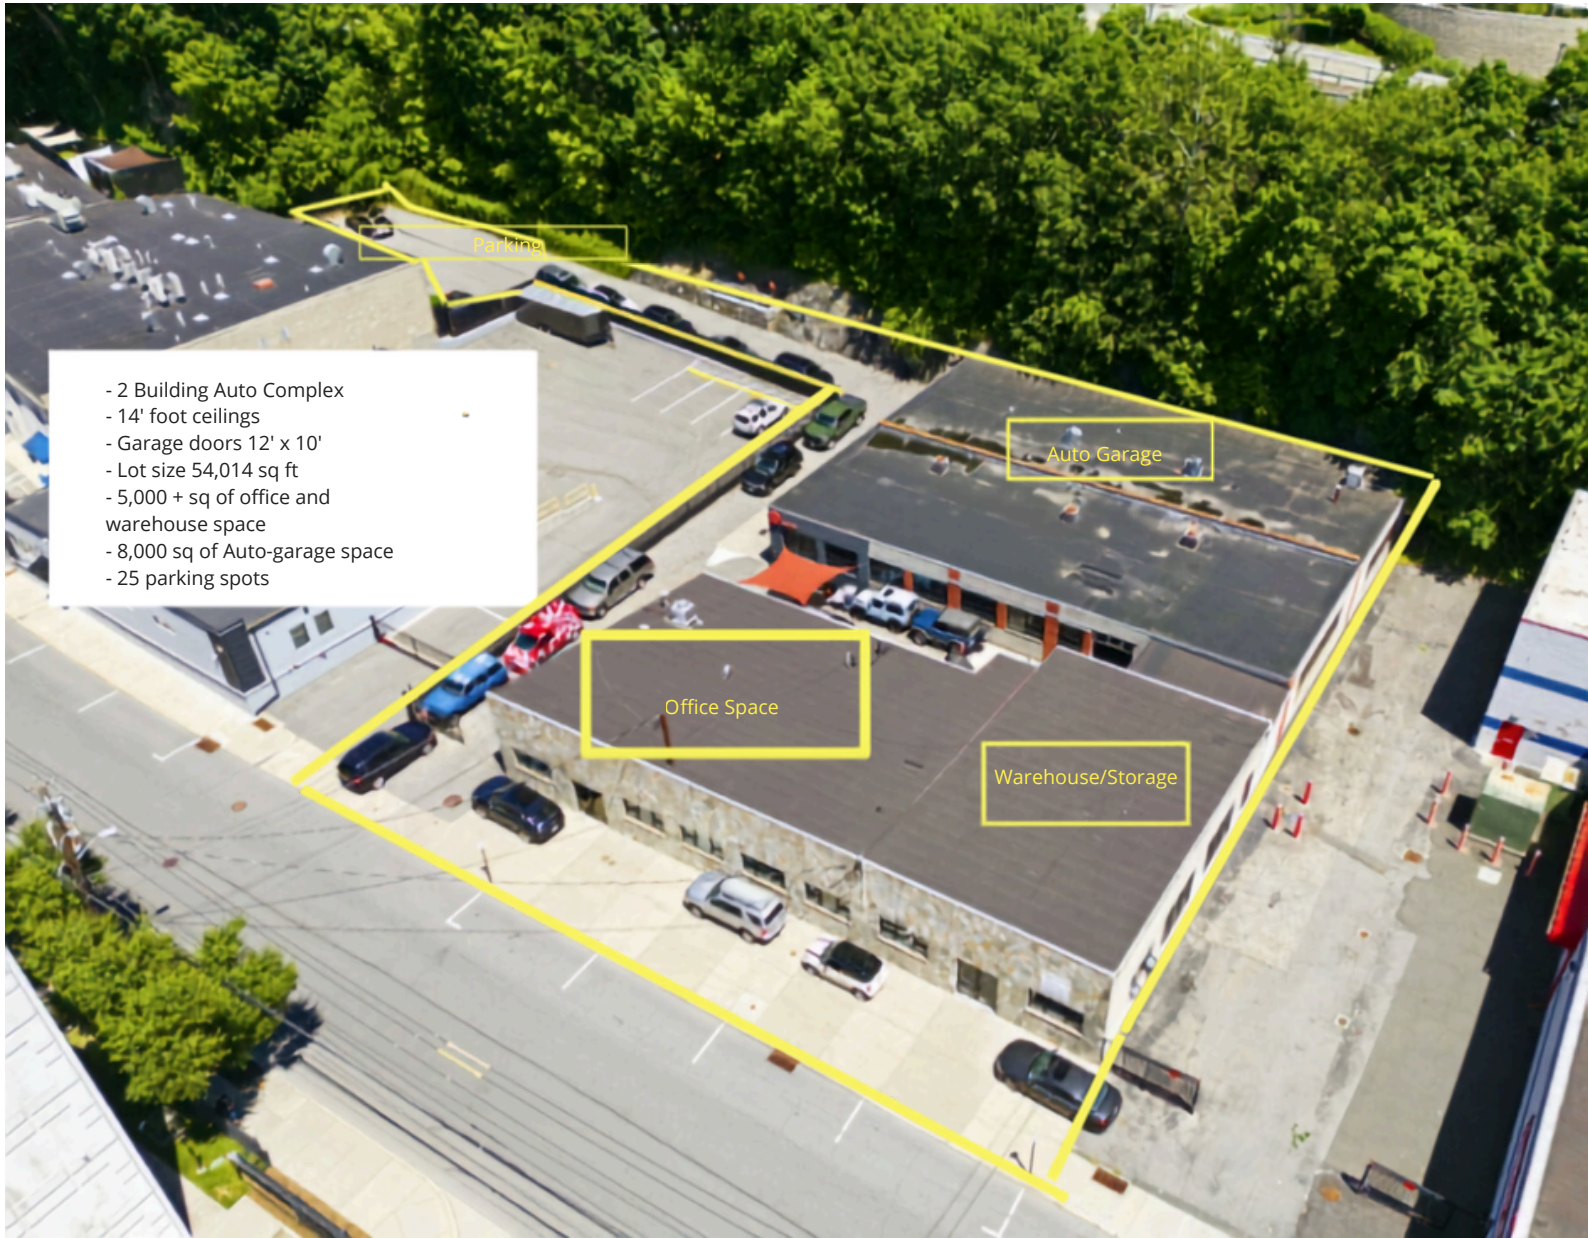 Parking
- 2 Building Auto Complex
- 14' foot ceilings
- Garage doors 12' x 10'
- Lot size 54,014 sq ft
- 5,000 + sq of office and
warehouse space
- 8,000 sq of Auto-garage space
- 25 parking spots
Auto Garage
Office Space
Warehouse/Storage